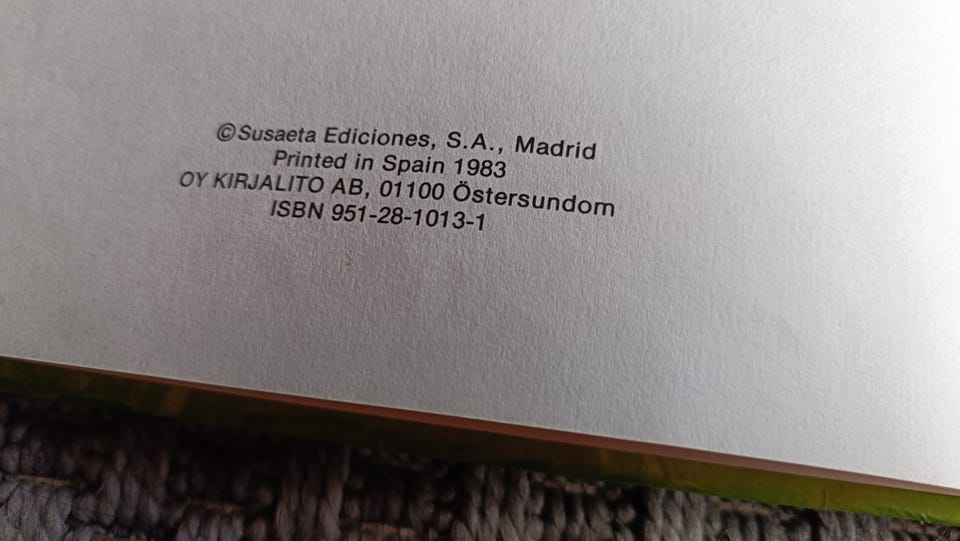 ©Susaeta Ediciones, S.A., Madrid
Printed in Spain 1983
OY KIRJALITO AB, 01100 Östersundom
ISBN 951-28-1013-1